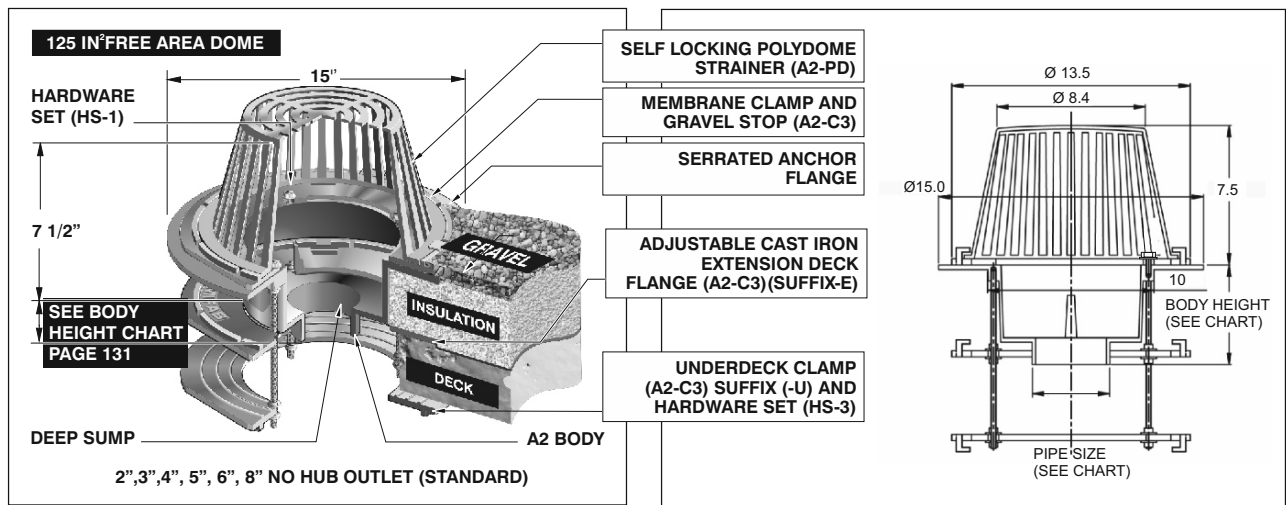 125 IN²FREE AREA DOME
15"
HARDWARE
SET (HS-1)
7 1/2”
SEE BODY
HEIGHT CHART
PAGE 131
DEEP SUMP
A2 BODY
2”,3”,4”, 5”, 6”, 8” NO HUB OUTLET (STANDARD)
GRAVEL
INSULATION
DECK
SELF LOCKING POLYDOME
STRAINER (A2-PD)
MEMBRANE CLAMP AND
GRAVEL STOP (A2-C3)
SERRATED ANCHOR
FLANGE
ADJUSTABLE CAST IRON
EXTENSION DECK
FLANGE (A2-C3)(SUFFIX-E)
UNDERDECK CLAMP
(A2-C3) SUFFIX (-U) AND
HARDWARE SET (HS-3)
Ø 13.5
Ø 8.4
Ø15.0
7.5
10
BODY HEIGHT
(SEE CHART)
PIPE SIZE
(SEE CHART)